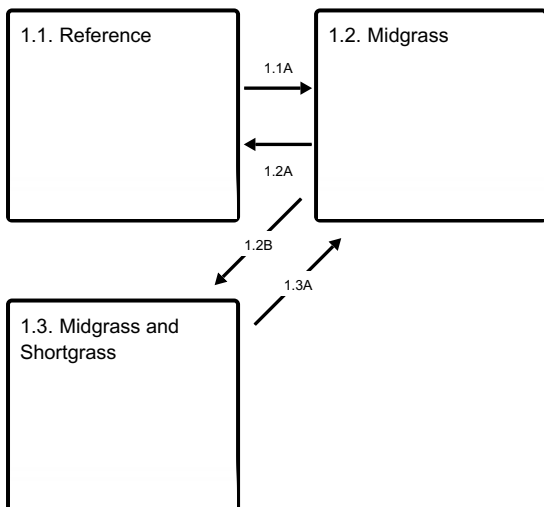 1.1. Reference
1.2. Midgrass
1.1A
1.2A
1.2B
1.3A
1.3. Midgrass and
Shortgrass